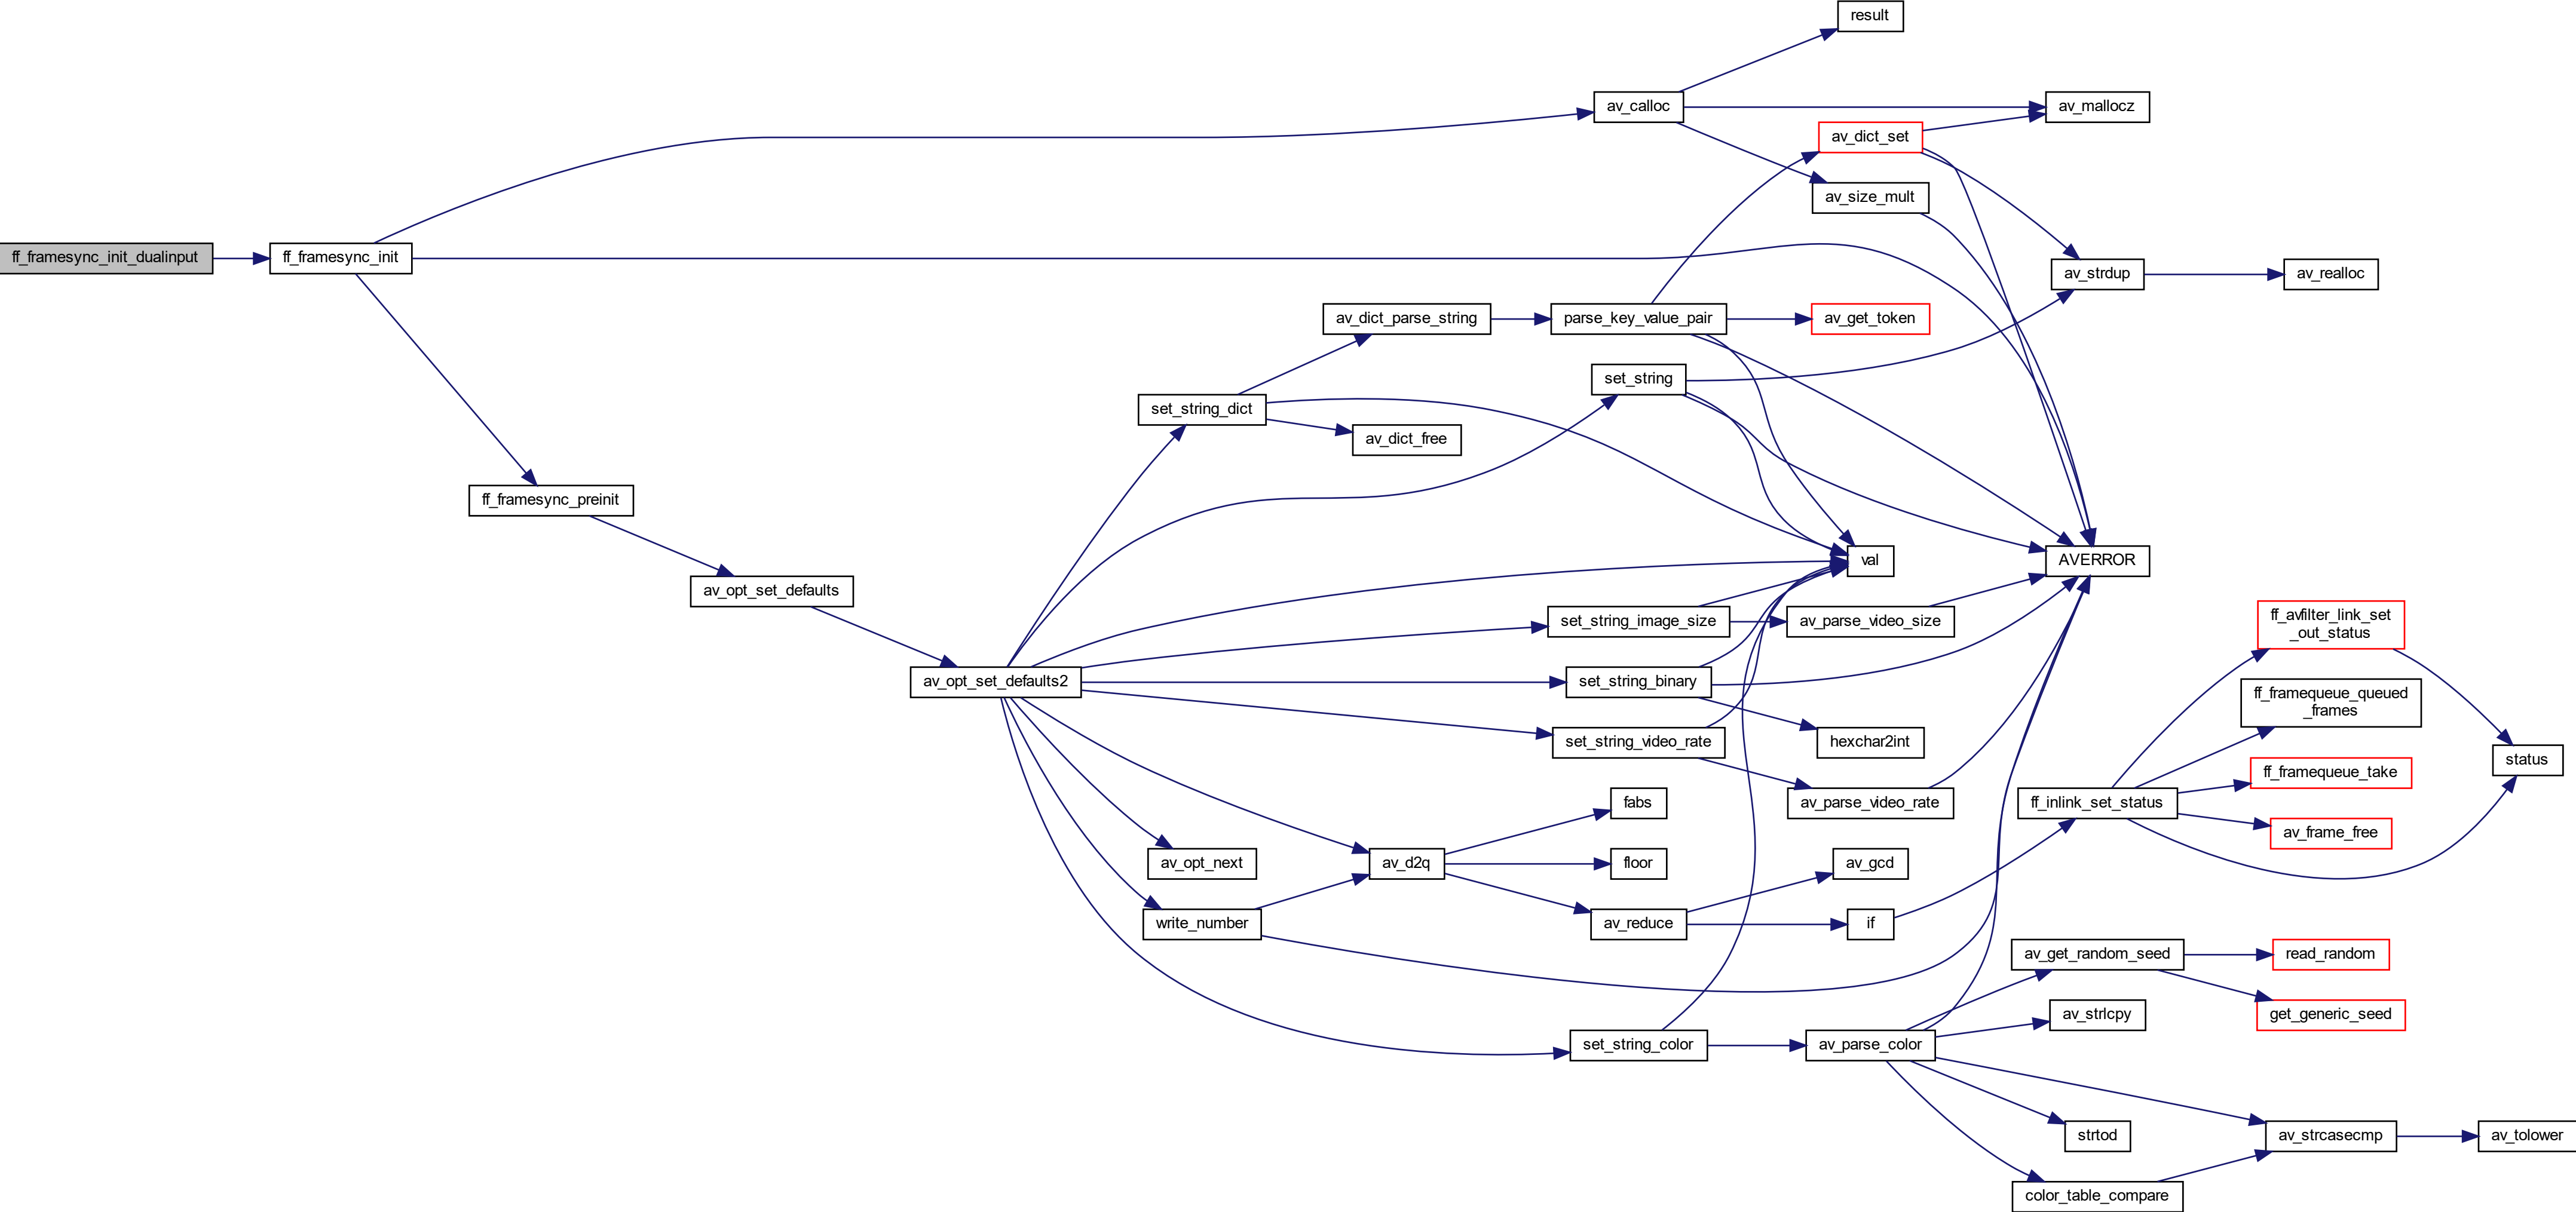 result
av_calloc
av_mallocz
av_dict_set
av_size_mult
ff_framesync_init_dualinput
ff_framesync_init
av_strdup
av_realloc
av_dict_parse_string
parse_key_value_pair
av_get_token
set_string
set_string_dict
av_dict_free
ff_framesync_preinit
val
AVERROR
av_opt_set_defaults
set_string_image_size
av_parse_video_size
ff_avfilter_link_set
_out_status
av_opt_set_defaults2
set_string_binary
ff_framequeue_queued
_frames
set_string_video_rate
hexchar2int
status
ff_framequeue_take
fabs
av_parse_video_rate
ff_inlink_set_status
av_frame_free
av_opt_next
av_d2q
floor
av_gcd
write_number
av_reduce
if
av_get_random_seed
read_random
get_generic_seed
av_strlcpy
set_string_color
av_parse_color
strtod
av_strcasecmp
av_tolower
color_table_compare